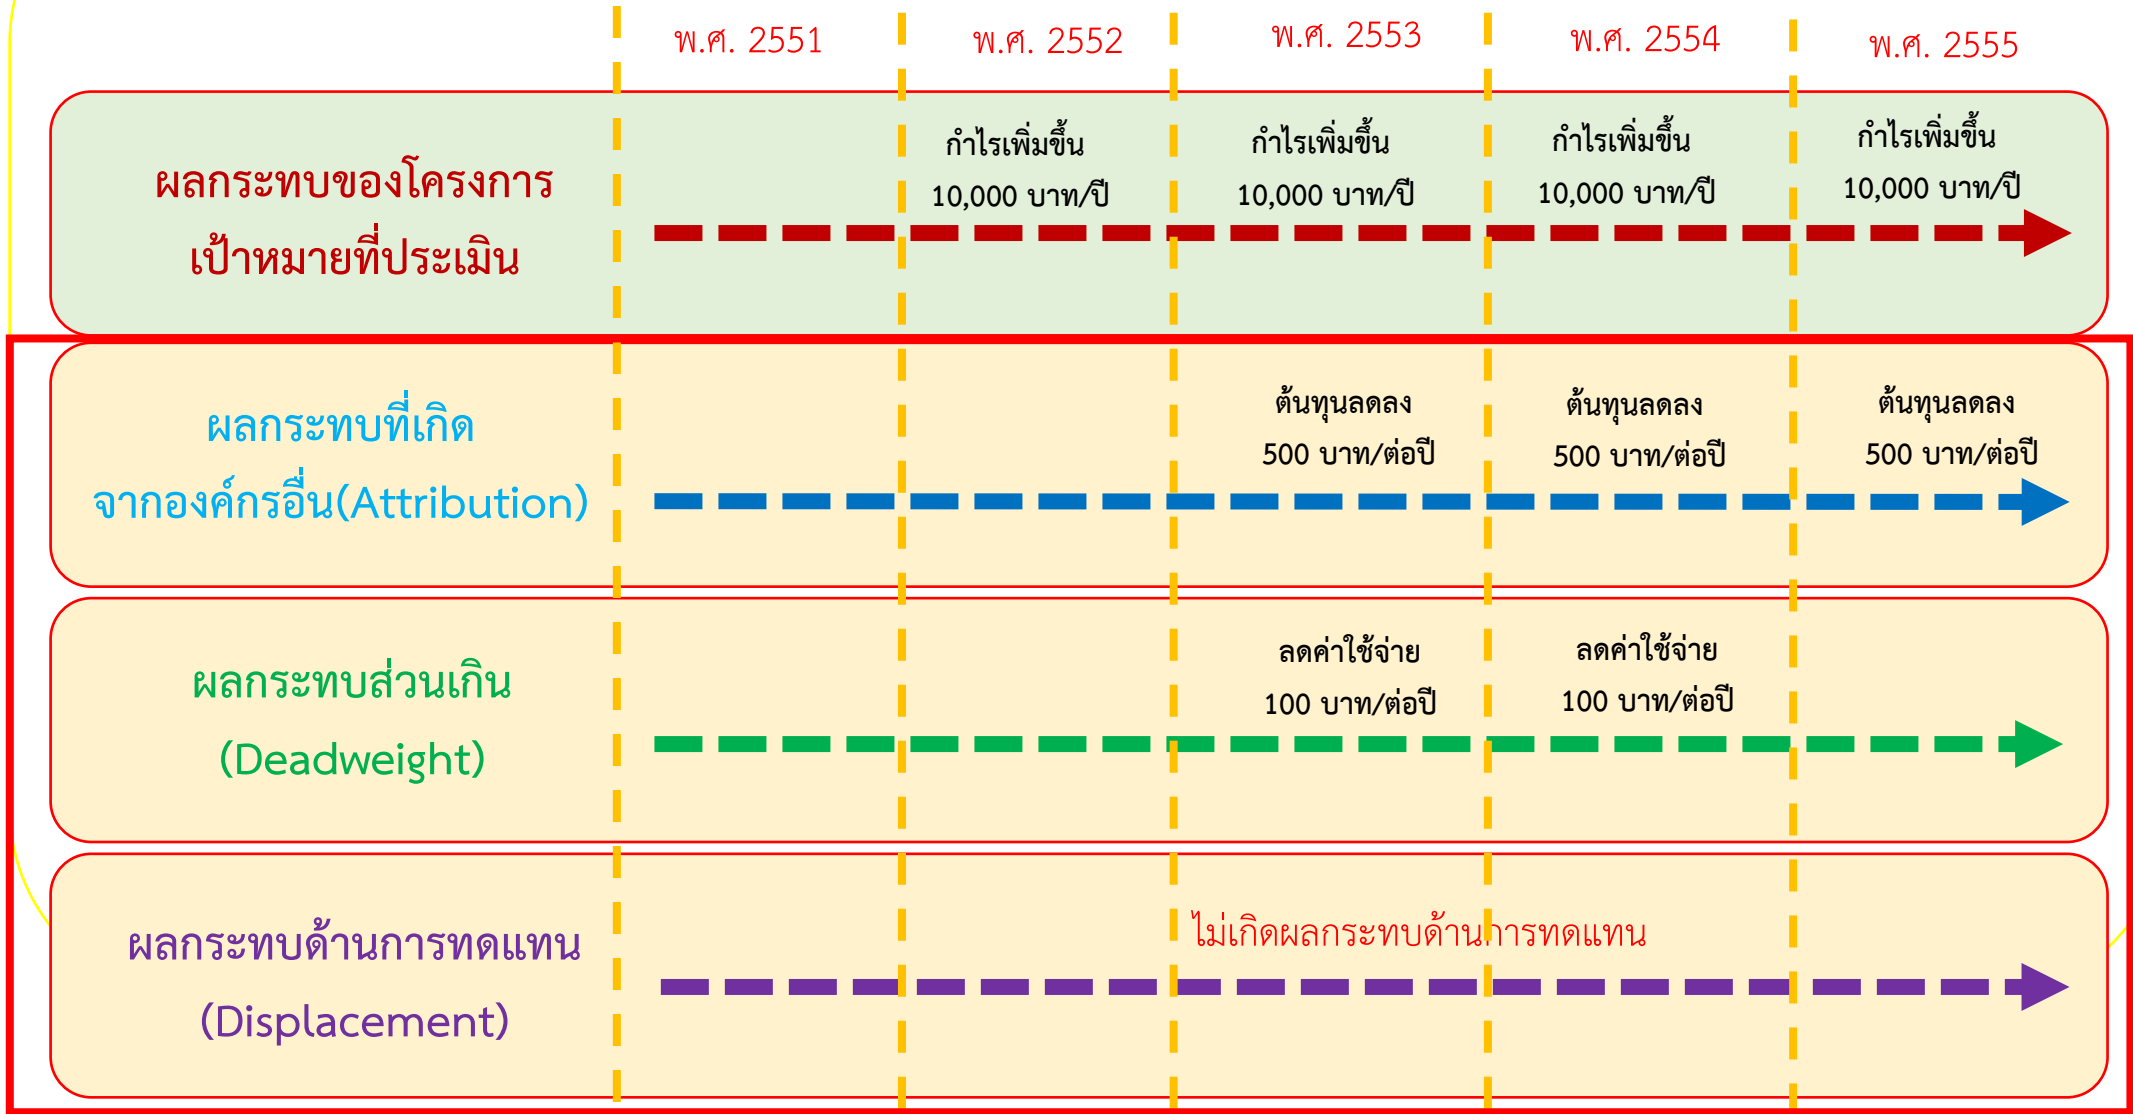 พ.ศ. 2551
พ.ศ. 2552
พ.ศ. 2553
พ.ศ. 2554
พ.ศ. 2555
ผลกระทบของโครงการ
เป้าหมายที่ประเมิน
กำไรเพิ่มขึ้น
10,000 บาท/ปี
กำไรเพิ่มขึ้น
10,000 บาท/ปี
กำไรเพิ่มขึ้น
10,000 บาท/ปี
กำไรเพิ่มขึ้น
10,000 บาท/ปี
ผลกระทบที่เกิด
จากองค์กรอื่น(Attribution)
ต้นทุนลดลง
500 บาท/ต่อปี
ต้นทุนลดลง
500 บาท/ต่อปี
ต้นทุนลดลง
500 บาท/ต่อปี
ผลกระทบส่วนเกิน
(Deadweight)
ลดค่าใช้จ่าย
100 บาท/ต่อปี
ลดค่าใช้จ่าย
100 บาท/ต่อปี
ผลกระทบด้านการทดแทน
(Displacement)
ไม่เกิดผลกระทบด้านการทดแทน